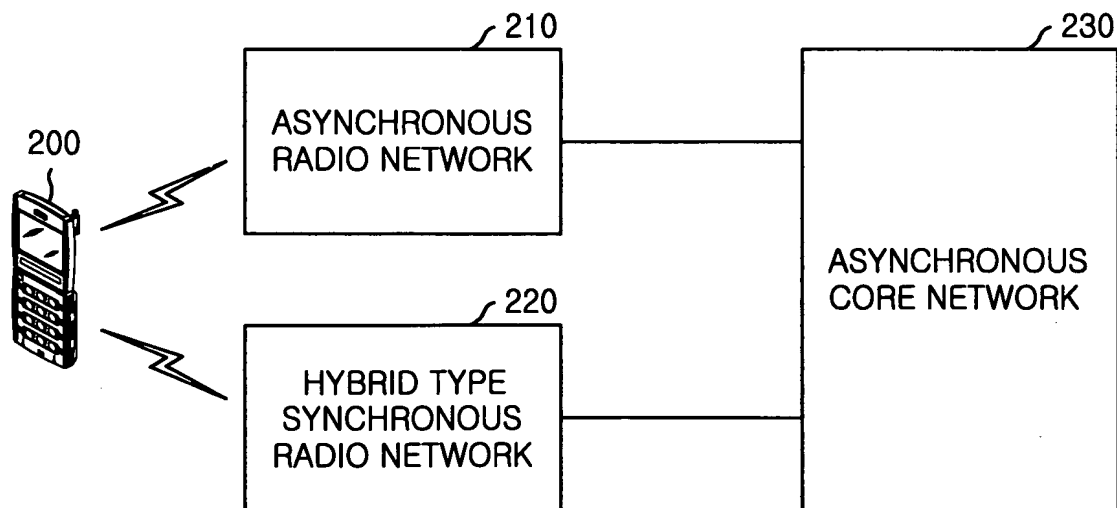 210
230
ASYNCHRONOUS
RADIO NETWORK
200
ASYNCHRONOUS
CORE NETWORK
220
HYBRID TYPE
SYNCHRONOUS
RADIO NETWORK